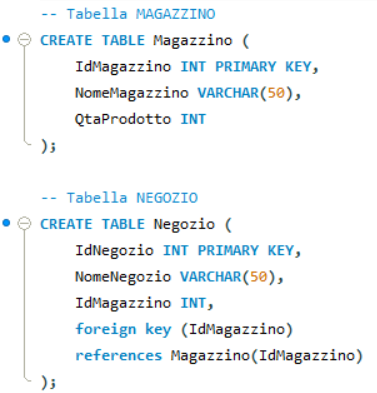 -- Tabella MAGAZZINO
CREATE TABLE Magazzino (
IdMagazzino INT PRIMARY KEY,
NomeMagazzino VARCHAR(50),
QtaProdotto INT
);
-- Tabella NEGOZIO
CREATE TABLE Negozio (
IdNegozio INT PRIMARY KEY,
NomeNegozio VARCHAR(50),
IdMagazzino INT,
foreign key (IdMagazzino)
references Magazzino(IdMagazzino)
);